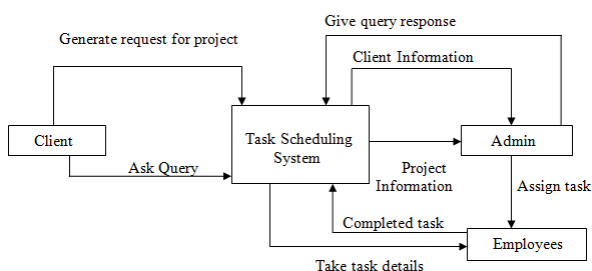 Give query response
Generate request for project
Client Information
Client
Task Scheduling
System
Admin
Ask Query
Project
Information
Assign task
Completed task
Employees
Take task details